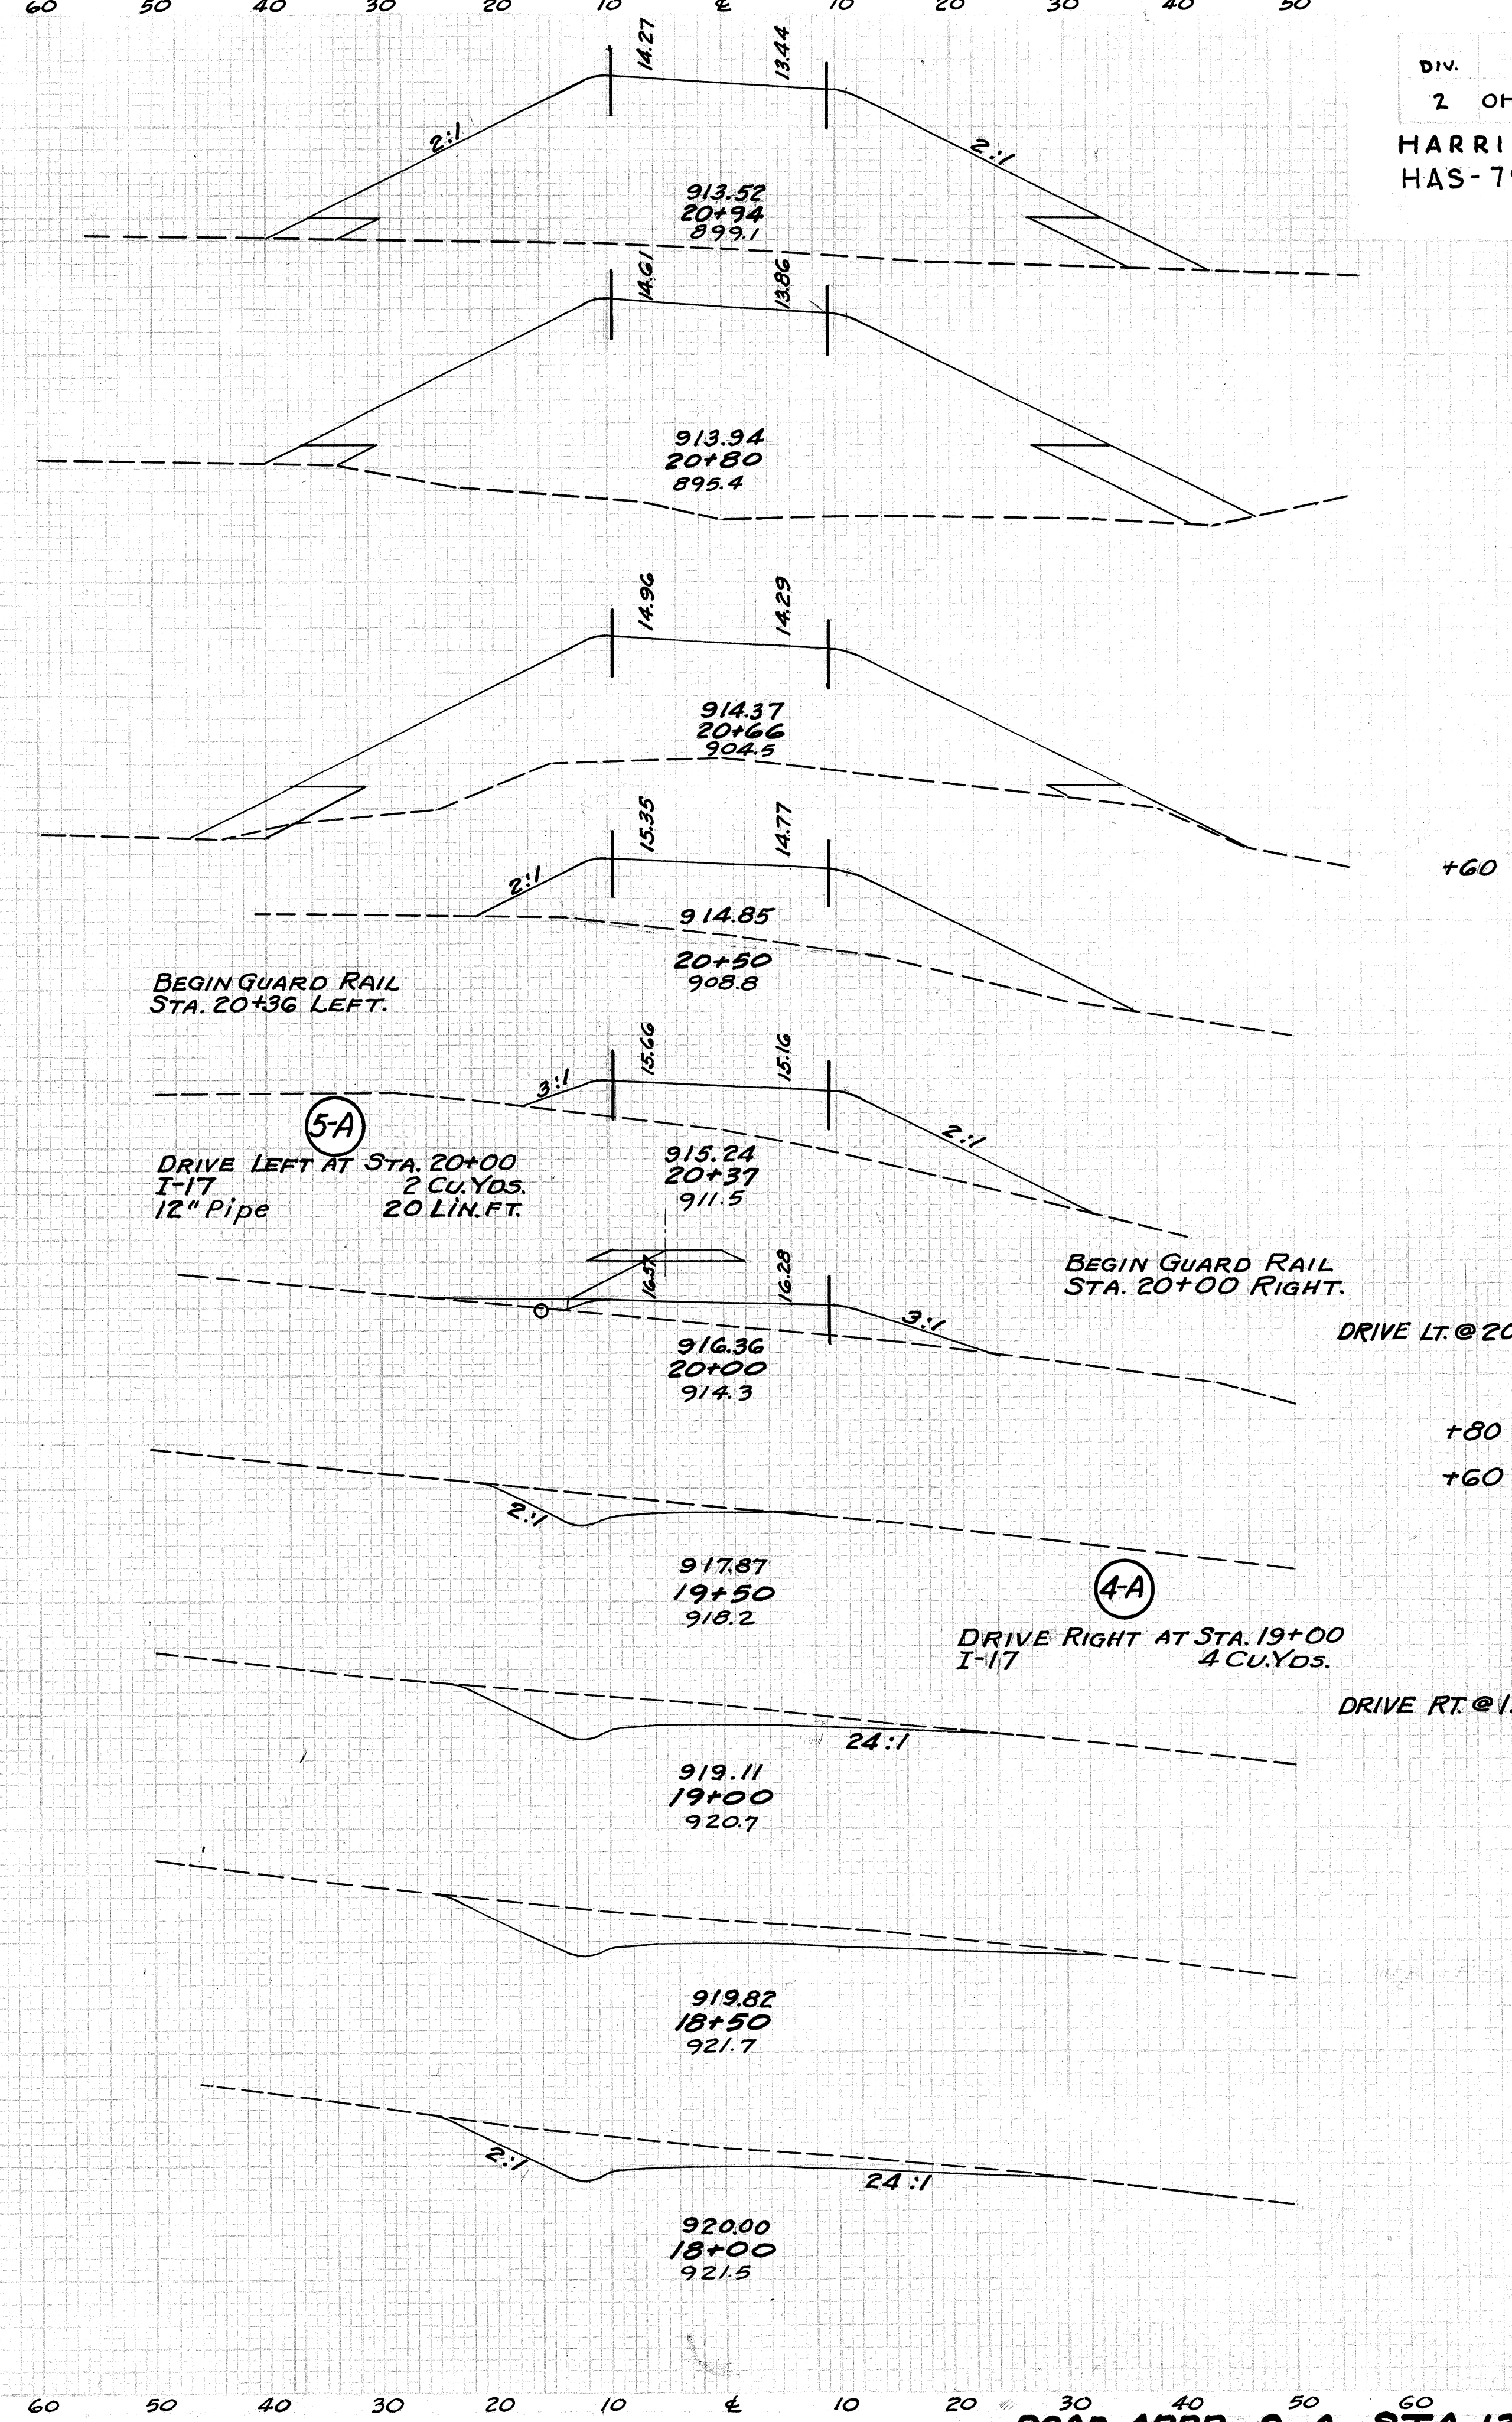 60 50 40 30 20 10 ℄ 10 20 30 40 50
14.27 13.44
DIV.
2 OH
HARRI
HAS-79
2:1 2:1
913.52
20+94
899.1
14.61 13.86
913.94
20+80
895.4
14.96 14.29
914.37
20+66
904.5
15.35 14.77
+60
2:1
914.85
20+50
908.8
BEGIN GUARD RAIL
STA. 20+36 LEFT.
15.66 15.16
3:1
2:1
5-A
DRIVE LEFT AT STA. 20+00
I-17 2 CU.YDS.
12" Pipe 20 LIN.FT.
915.24
20+37
911.5
16.57 16.28
BEGIN GUARD RAIL
STA. 20+00 RIGHT.
3:1
DRIVE LT. @ 20
916.36
20+00
914.3
+80
+60
2:1
917.87
19+50
918.2
4-A
DRIVE RIGHT AT STA. 19+00
I-17 4 CU.YDS.
DRIVE RT. @ 1
24:1
919.11
19+00
920.7
919.82
18+50
921.7
2:1 24:1
920.00
18+00
921.5
60 50 40 30 20 10 ℄ 10 20 30 40 50 60